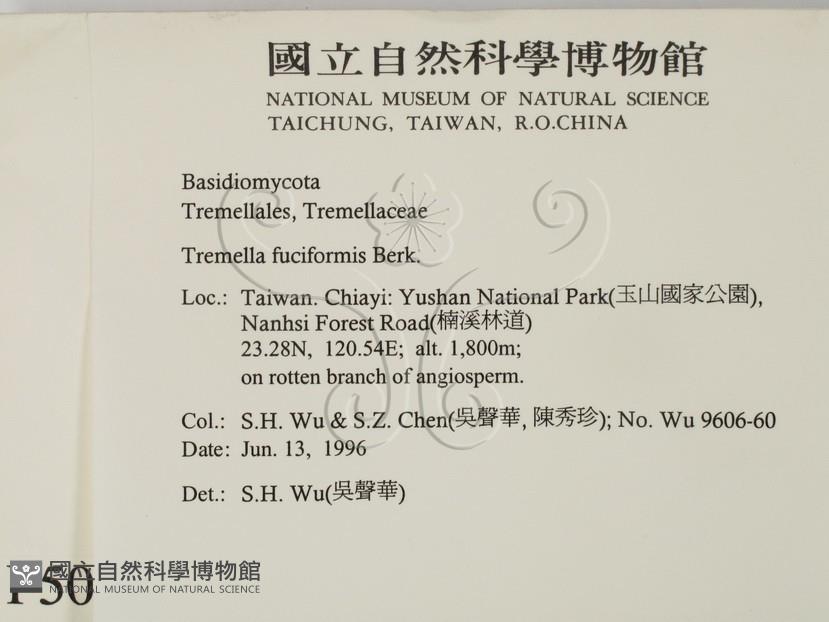 國立自然科學博物館
NATIONAL MUSEUM OF NATURAL SCIENCE
TAICHUNG, TAIWAN, R.O.CHINA
Basidiomycota
Tremellales, Tremellaceae
Tremella fuciformis Berk.
Loc.: Taiwan. Chiayi: Yushan National Park(玉山國家公園),
Nanhsi Forest Road(楠溪林道)
23.28N, 120.54E; alt. 1,800m;
on rotten branch of angiosperm.
Col.: S.H. Wu & S.Z. Chen(吳聲華, 陳秀珍); No. Wu 9606-60
Date: Jun. 13, 1996
Det.: S.H. Wu(吳聲華)
國立自然科學博物館
NATIONAL MUSEUM OF NATURAL SCIENCE